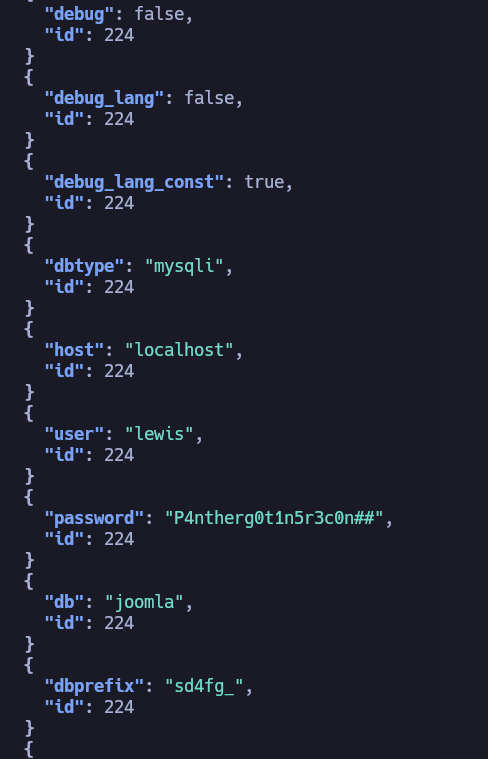 "debug": false,
"id": 224
}
{
"debug_lang": false,
"id": 224
}
{
"debug_lang_const": true,
"id": 224
}
{
"dbtype": "mysqli",
"id": 224
}
{
"host": "localhost",
"id": 224
}
{
"user": "lewis",
"id": 224
}
{
"password": "P4ntherg0t1n5r3c0n##",
"id": 224
}
{
"db": "joomla",
"id": 224
}
{
"dbprefix": "sd4fg_",
"id": 224
}
{